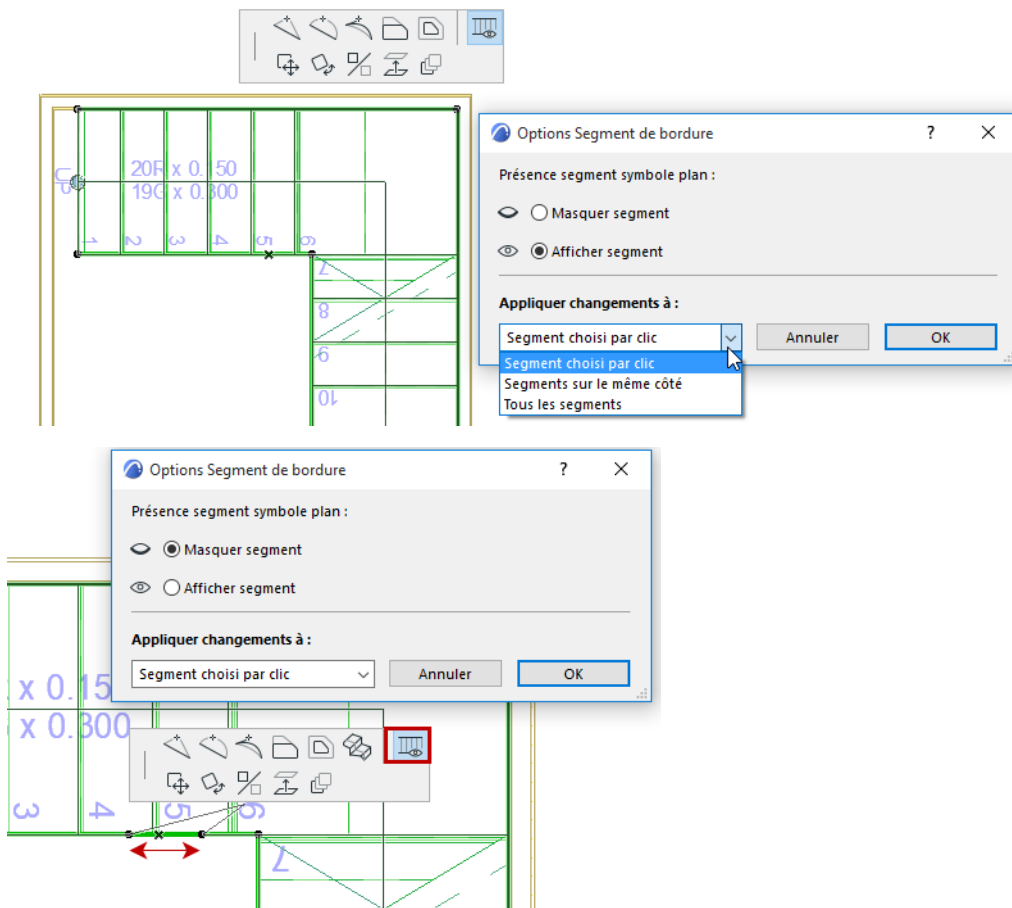 Options Segment de bordure
?
Présence segment symbole plan :
Masquer segment
Afficher segment
Appliquer changements à :
Segment choisi par clic
Annuler
OK
Segment choisi par clic
Segments sur le même côté
Tous les segments
UP
20R x 0.150
19G x 0.300
1 2 3 4 5 6
7
8
9
10
Options Segment de bordure
?
Présence segment symbole plan :
Masquer segment
Afficher segment
Appliquer changements à :
Segment choisi par clic
Annuler
OK
x 0.15
x 0.300
3 4 5 6
7